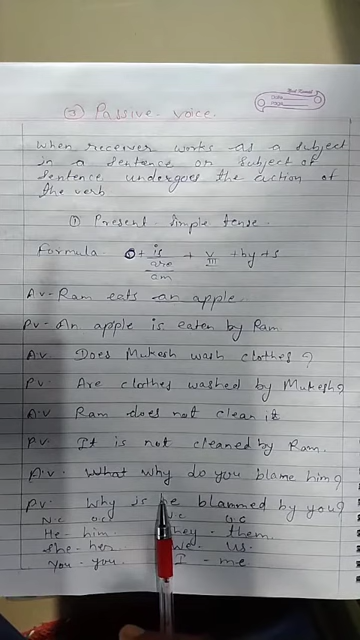 ② Passive voice.
When receiver works as a subject
in a sentence or subject of
sentence undergoes the action of
the verb
① Present Simple tense.
Formula O + is/are/am + V III + by + s
A.v- Ram eats an apple.
P.v- An apple is eaten by Ram
A.v. Does Mukesh wash clothes?
P.v. Are clothes washed by Mukesh?
A.v Ram does not clean it
P.v. It is not cleaned by Ram.
A.v. What why do you blame him?
P.v. Why is he blammed by you?
N.C O.C N.C O.C
He - him They - them.
She - her We - us.
You - you I - me